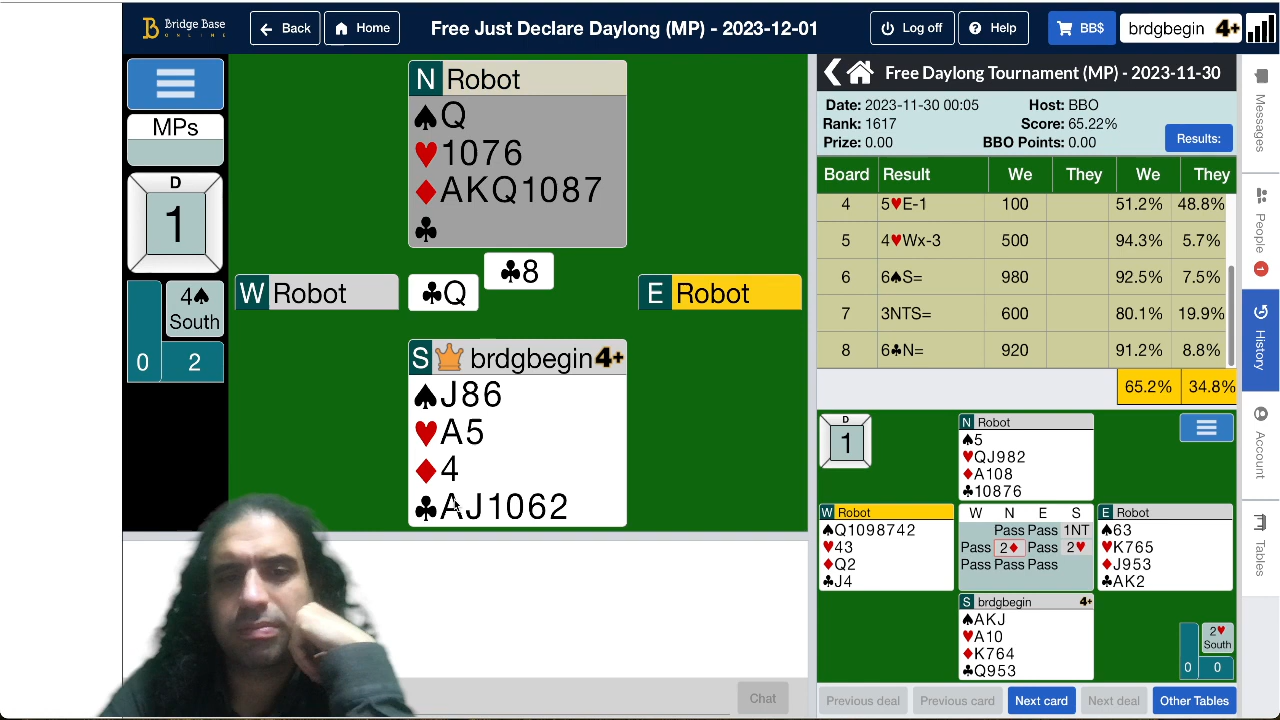 Bridge Base
ONLINE
Back
Home
Free Just Declare Daylong (MP) - 2023-12-01
Log off
Help
BB$
brdgbegin 4+
MPs
D
1
4♠
South
0
2
N Robot
♠Q
♥1076
♦AKQ1087
♣
♣8
♣Q
W Robot
E Robot
S brdgbegin 4+
♠J86
♥A5
♦4
♣AJ1062
Chat
Free Daylong Tournament (MP) - 2023-11-30
Date: 2023-11-30 00:05 Host: BBO
Rank: 1617 Score: 65.22%
Prize: 0.00 BBO Points: 0.00
Results:
Board Result We They We They
4 5♥E-1 100 51.2% 48.8%
5 4♥Wx-3 500 94.3% 5.7%
6 6♠S= 980 92.5% 7.5%
7 3NTS= 600 80.1% 19.9%
8 6♣N= 920 91.2% 8.8%
65.2% 34.8%
D
1
N Robot
♠5
♥QJ982
♦A108
♣10876
W Robot
♠Q1098742
♥43
♦Q2
♣J4
W N E S
Pass Pass 1NT
Pass 2♦ Pass 2♥
Pass Pass Pass
E Robot
♠63
♥K765
♦J953
♣AK2
S brdgbegin 4+
♠AKJ
♥A10
♦K764
♣Q953
2♥
South
0 0
Previous deal
Previous card
Next card
Next deal
Other Tables
Messages
People
1
History
Account
Tables